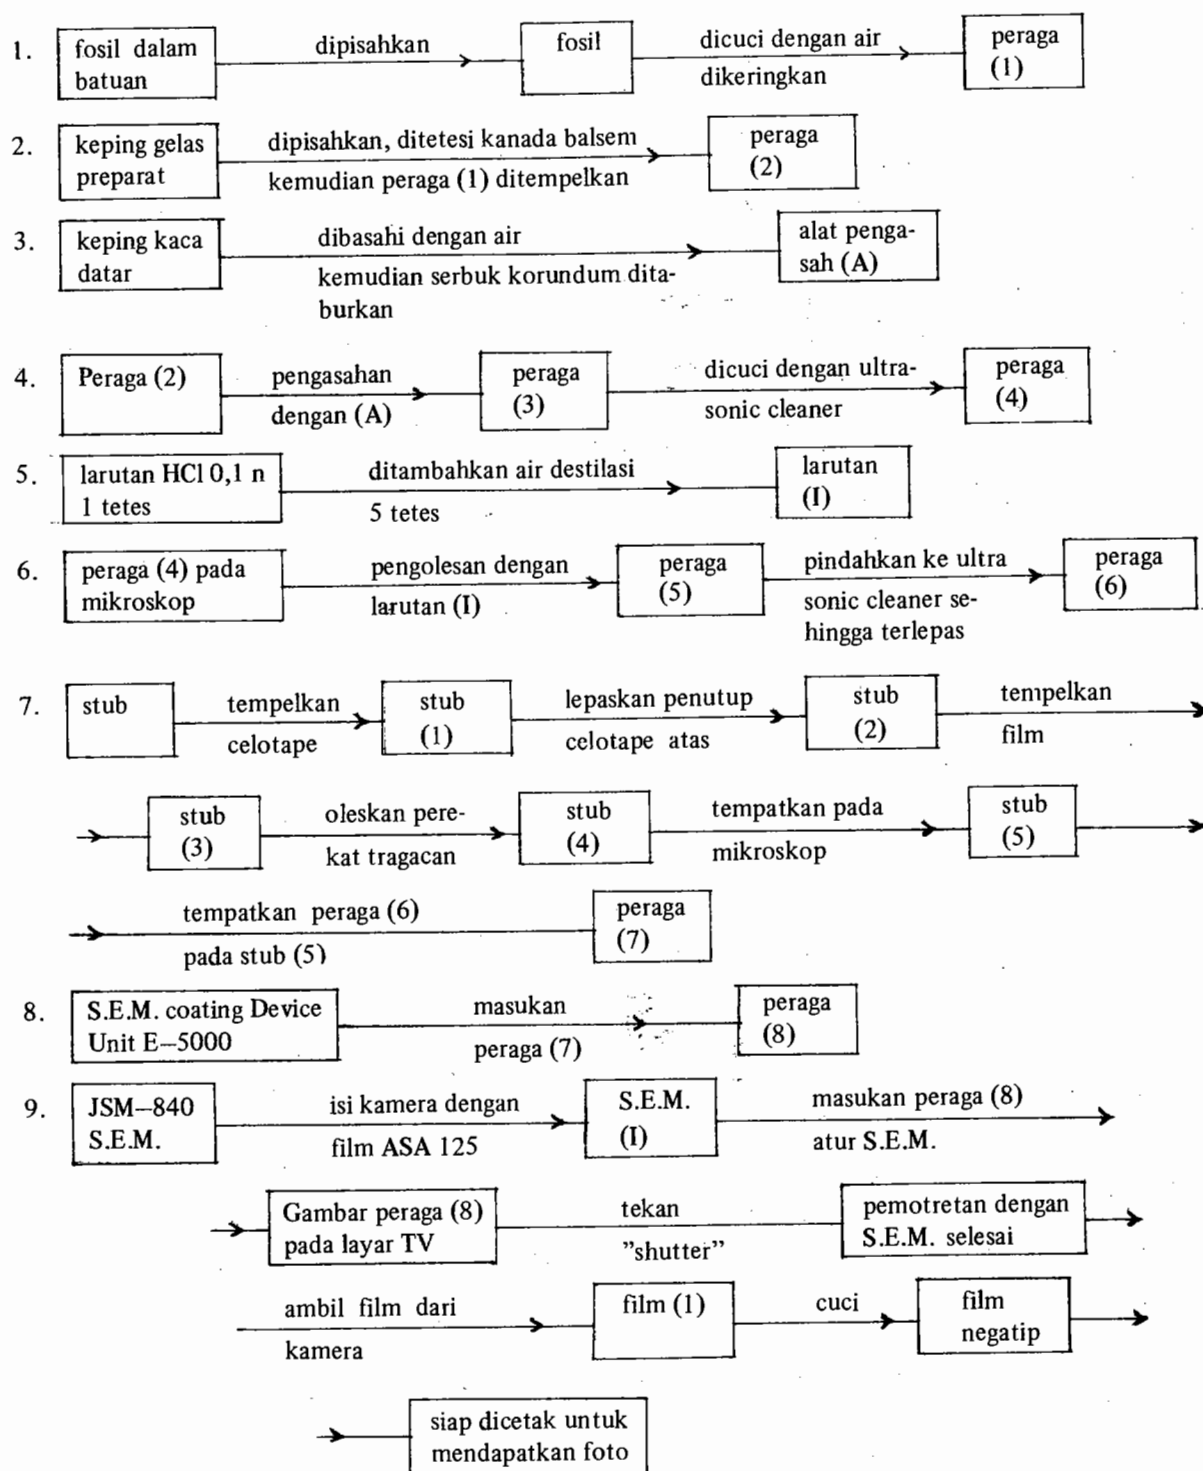 1.
fosil dalam
batuan
dipisahkan
fosil
dicuci dengan air
dikeringkan
peraga
(1)
2.
keping gelas
preparat
dipisahkan, ditetesi kanada balsem
kemudian peraga (1) ditempelkan
peraga
(2)
3.
keping kaca
datar
dibasahi dengan air
kemudian serbuk korundum dita-
burkan
alat penga-
sah (A)
4.
Peraga (2)
pengasahan
dengan (A)
peraga
(3)
dicuci dengan ultra-
sonic cleaner
peraga
(4)
5.
larutan HCl 0,1 n
1 tetes
ditambahkan air destilasi
5 tetes
larutan
(I)
6.
peraga (4) pada
mikroskop
pengolesan dengan
larutan (I)
peraga
(5)
pindahkan ke ultra
sonic cleaner se-
hingga terlepas
peraga
(6)
7.
stub
tempelkan
celotape
stub
(1)
lepaskan penutup
celotape atas
stub
(2)
tempelkan
film
stub
(3)
oleskan pere-
kat tragacan
stub
(4)
tempatkan pada
mikroskop
stub
(5)
tempatkan peraga (6)
pada stub (5)
peraga
(7)
8.
S.E.M. coating Device
Unit E–5000
masukan
peraga (7)
peraga
(8)
9.
JSM–840
S.E.M.
isi kamera dengan
film ASA 125
S.E.M.
(I)
masukan peraga (8)
atur S.E.M.
Gambar peraga (8)
pada layar TV
tekan
”shutter”
pemotretan dengan
S.E.M. selesai
ambil film dari
kamera
film (1)
cuci
film
negatip
siap dicetak untuk
mendapatkan foto